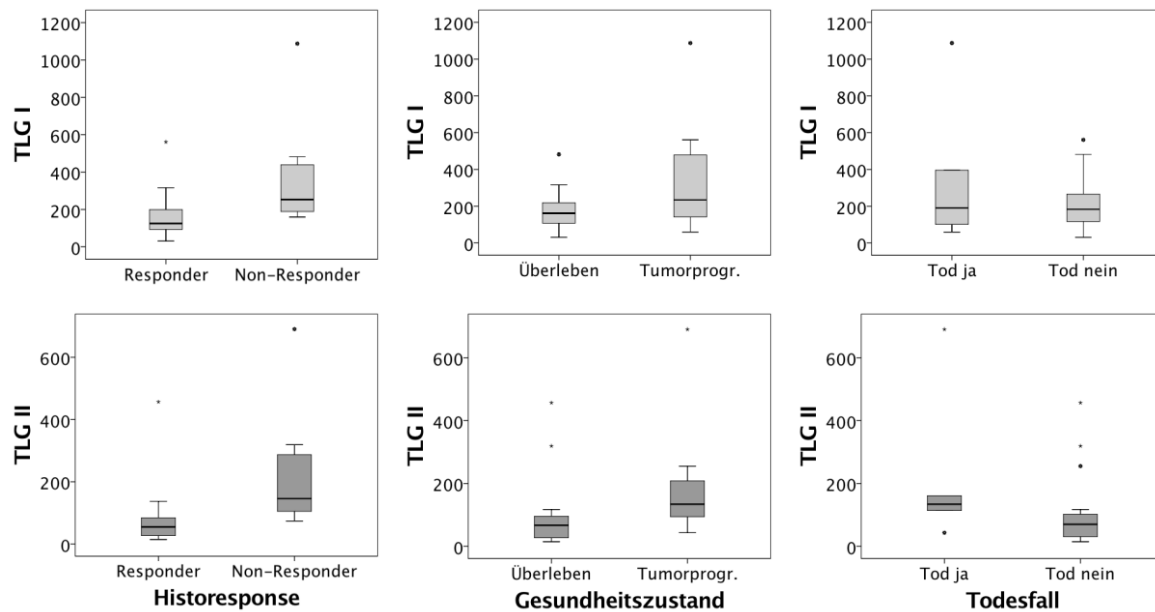 TLG I
1200
1000
800
600
400
200
0
Responder Non-Responder
TLG I
1200
1000
800
600
400
200
0
Überleben Tumorprogr.
TLG I
1200
1000
800
600
400
200
0
Tod ja Tod nein
TLG II
600
400
200
0
Responder Non-Responder
Historesponse
TLG II
600
400
200
0
Überleben Tumorprogr.
Gesundheitszustand
TLG II
600
400
200
0
Tod ja Tod nein
Todesfall